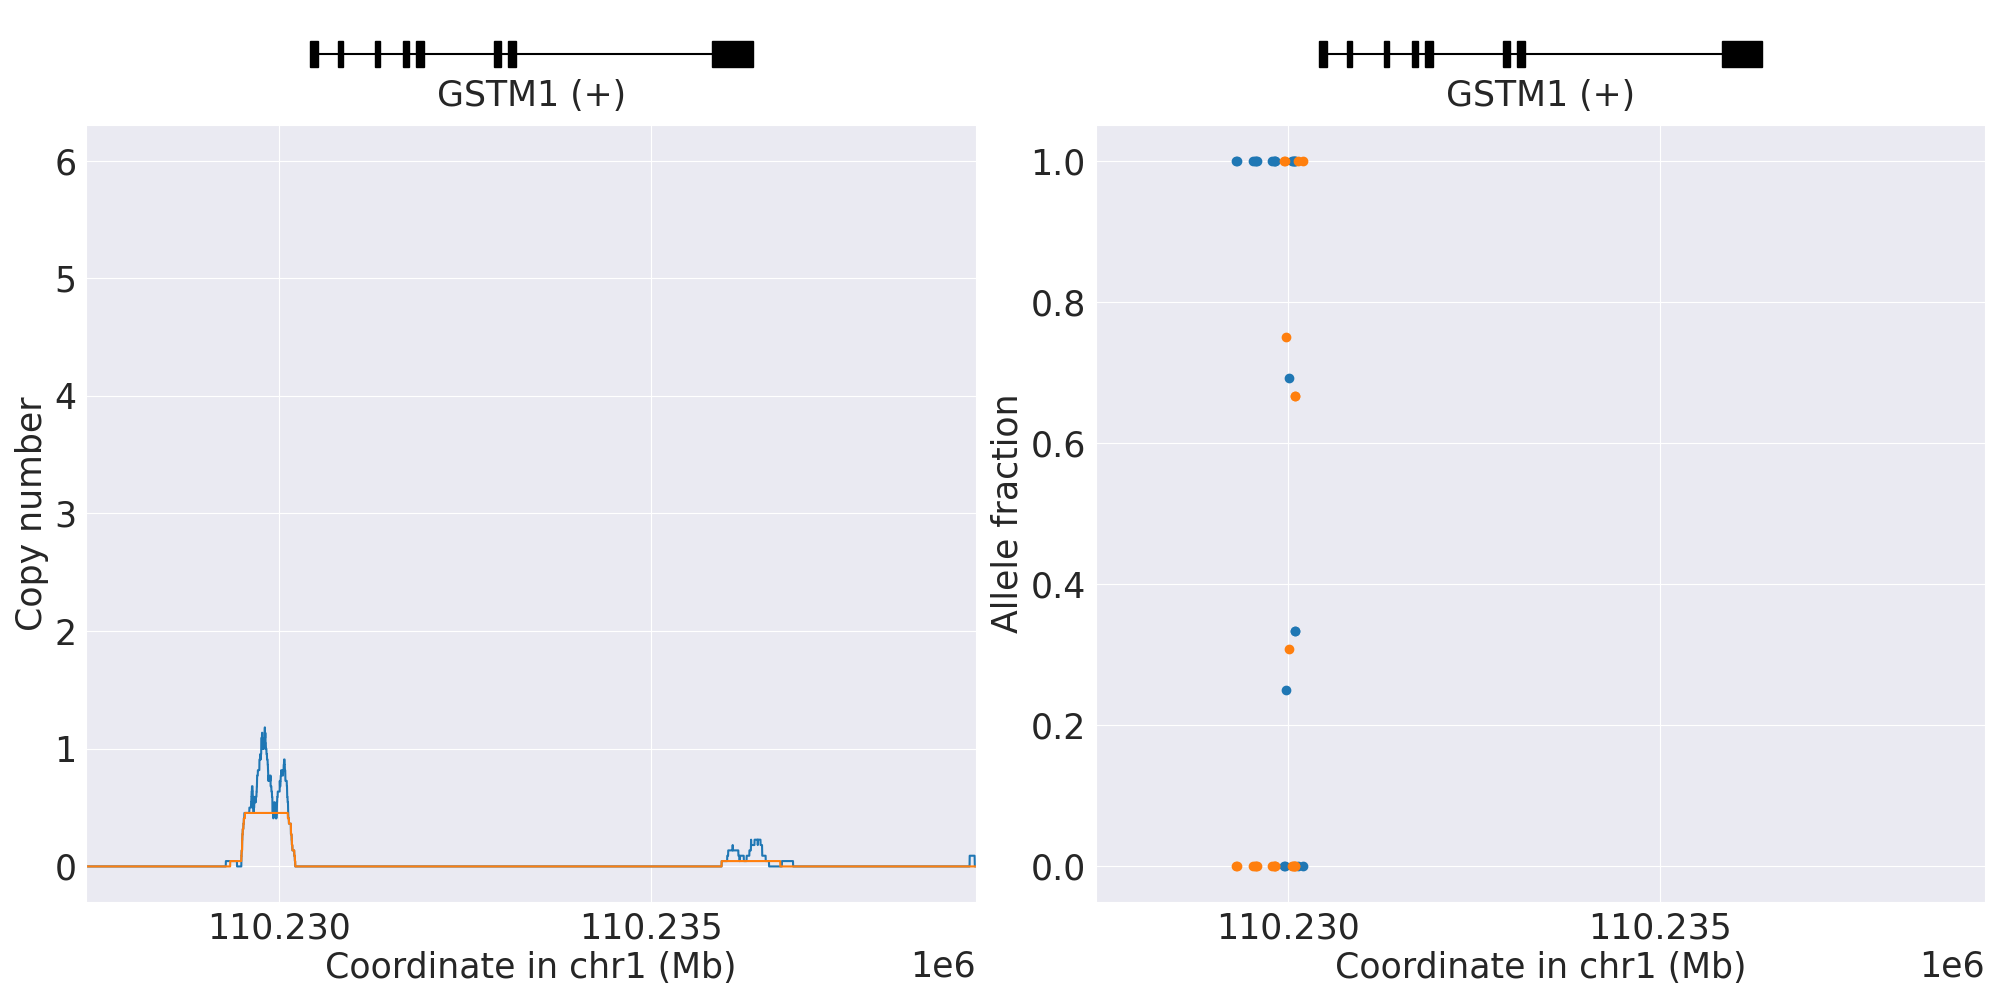 GSTM1 (+)
6
5
4
3
2
1
0
Copy number
110.230
110.235
Coordinate in chr1 (Mb)
1e6
GSTM1 (+)
1.0
0.8
0.6
0.4
0.2
0.0
Allele fraction
110.230
110.235
Coordinate in chr1 (Mb)
1e6